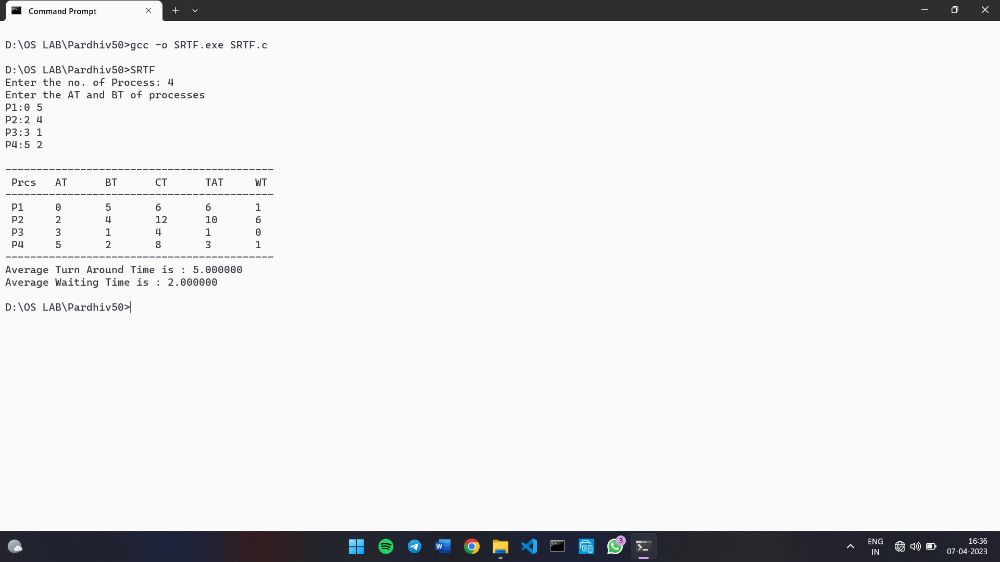 Command Prompt
D:\OS LAB\Pardhiv50>gcc -o SRTF.exe SRTF.c
D:\OS LAB\Pardhiv50>SRTF
Enter the no. of Process: 4
Enter the AT and BT of processes
P1:0 5
P2:2 4
P3:3 1
P4:5 2
-------------------------------------------
Prcs AT BT CT TAT WT
-------------------------------------------
P1 0 5 6 6 1
P2 2 4 12 10 6
P3 3 1 4 1 0
P4 5 2 8 3 1
-------------------------------------------
Average Turn Around Time is : 5.000000
Average Waiting Time is : 2.000000
D:\OS LAB\Pardhiv50>
3
ENG
IN
16:36
07-04-2023